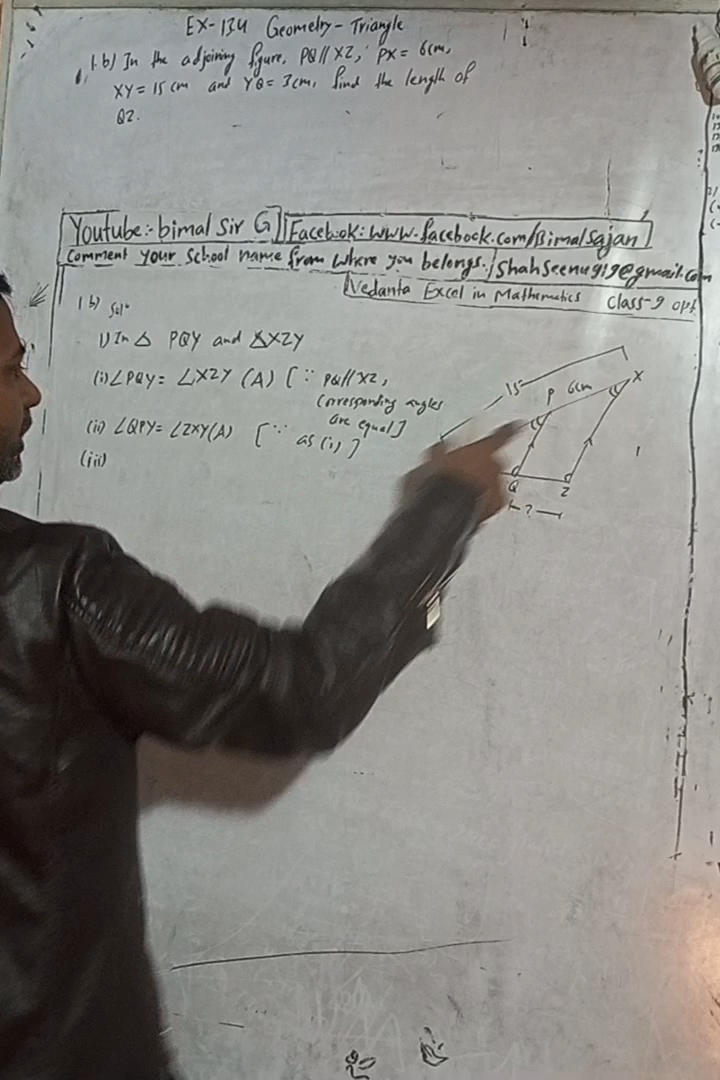 EX-13.4 Geometry-Triangle
1.b) In the adjoining figure, PQ//XZ, PX = 6cm,
XY = 15 cm and YQ = 3cm, find the length of
QZ.
Youtube:- bimal Sir G
Facebook: www.facebook.com/BimalSajan
Comment your School name from where you belongs./Shahseenu919@gmail.com
Vedanta Excel in Mathematics Class-9 opt.
1 b) Solⁿ
1) In △ PQY and △XZY
(i) ∠PQY = ∠XZY (A) [∵ PQ//XZ,
Corresponding angles
are equal]
(ii) ∠QPY = ∠ZXY (A) [∵ as (i)]
(iii)
15
P 6cm X
Q Z
?